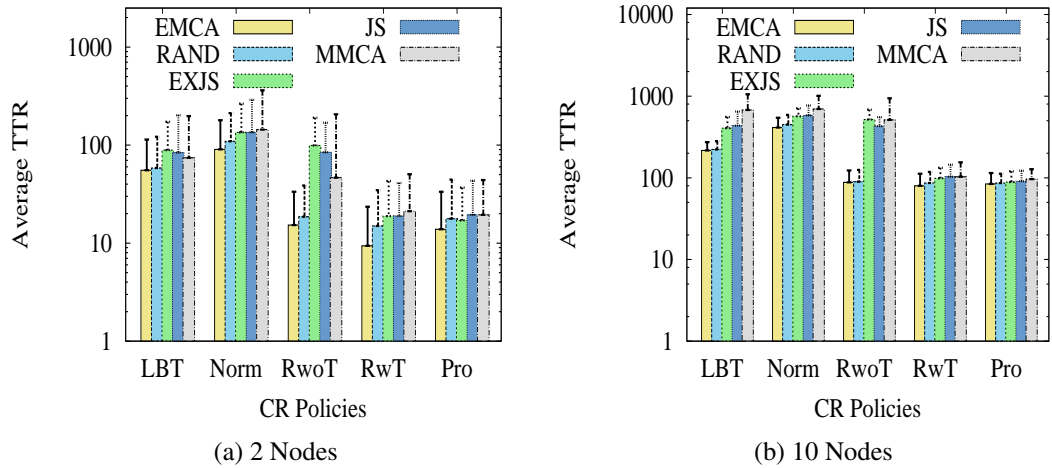 EMCA
RAND
EXJS
JS
MMCA
1000
100
10
1
Average TTR
LBT Norm RwoT RwT Pro
CR Policies
(a) 2 Nodes
EMCA
RAND
EXJS
JS
MMCA
10000
1000
100
10
1
Average TTR
LBT Norm RwoT RwT Pro
CR Policies
(b) 10 Nodes